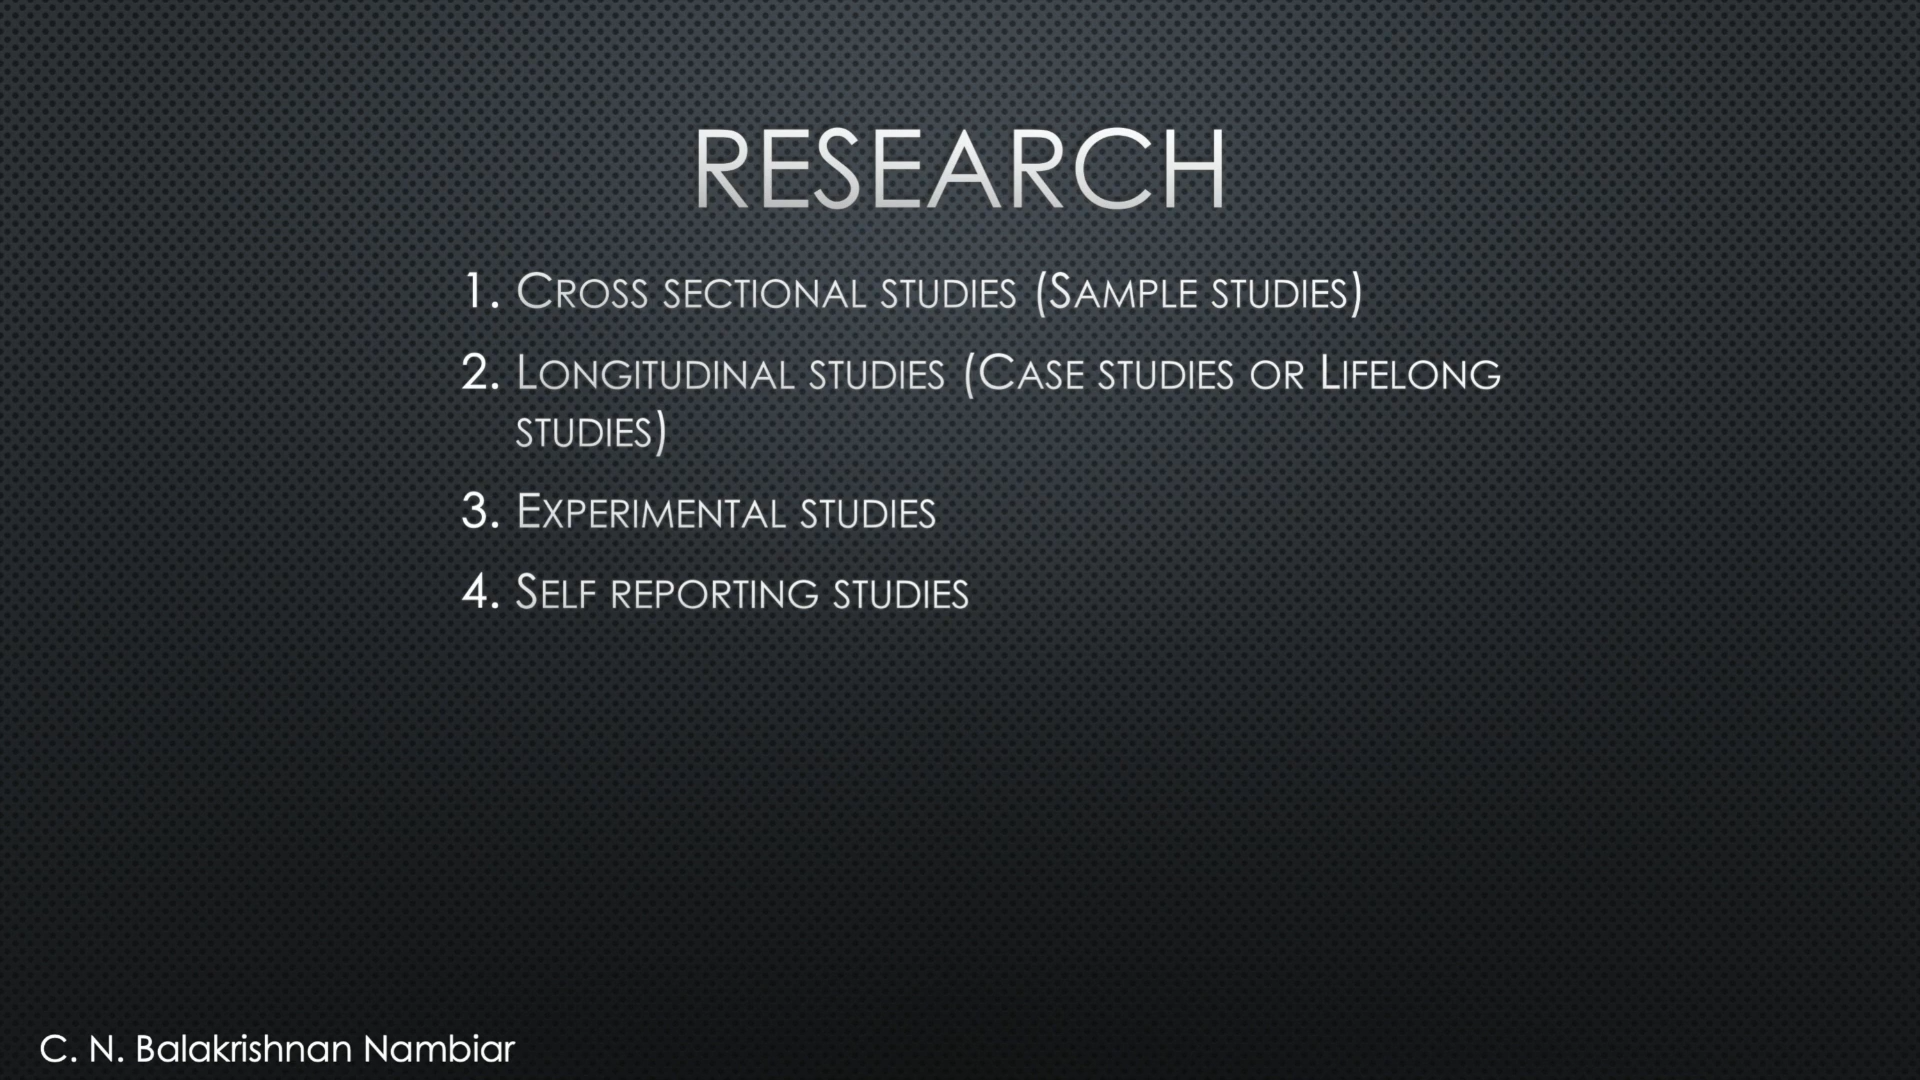 RESEARCH
1. Cross sectional studies (Sample studies)
2. Longitudinal studies (Case studies or Lifelong
studies)
3. Experimental studies
4. Self reporting studies
C. N. Balakrishnan Nambiar